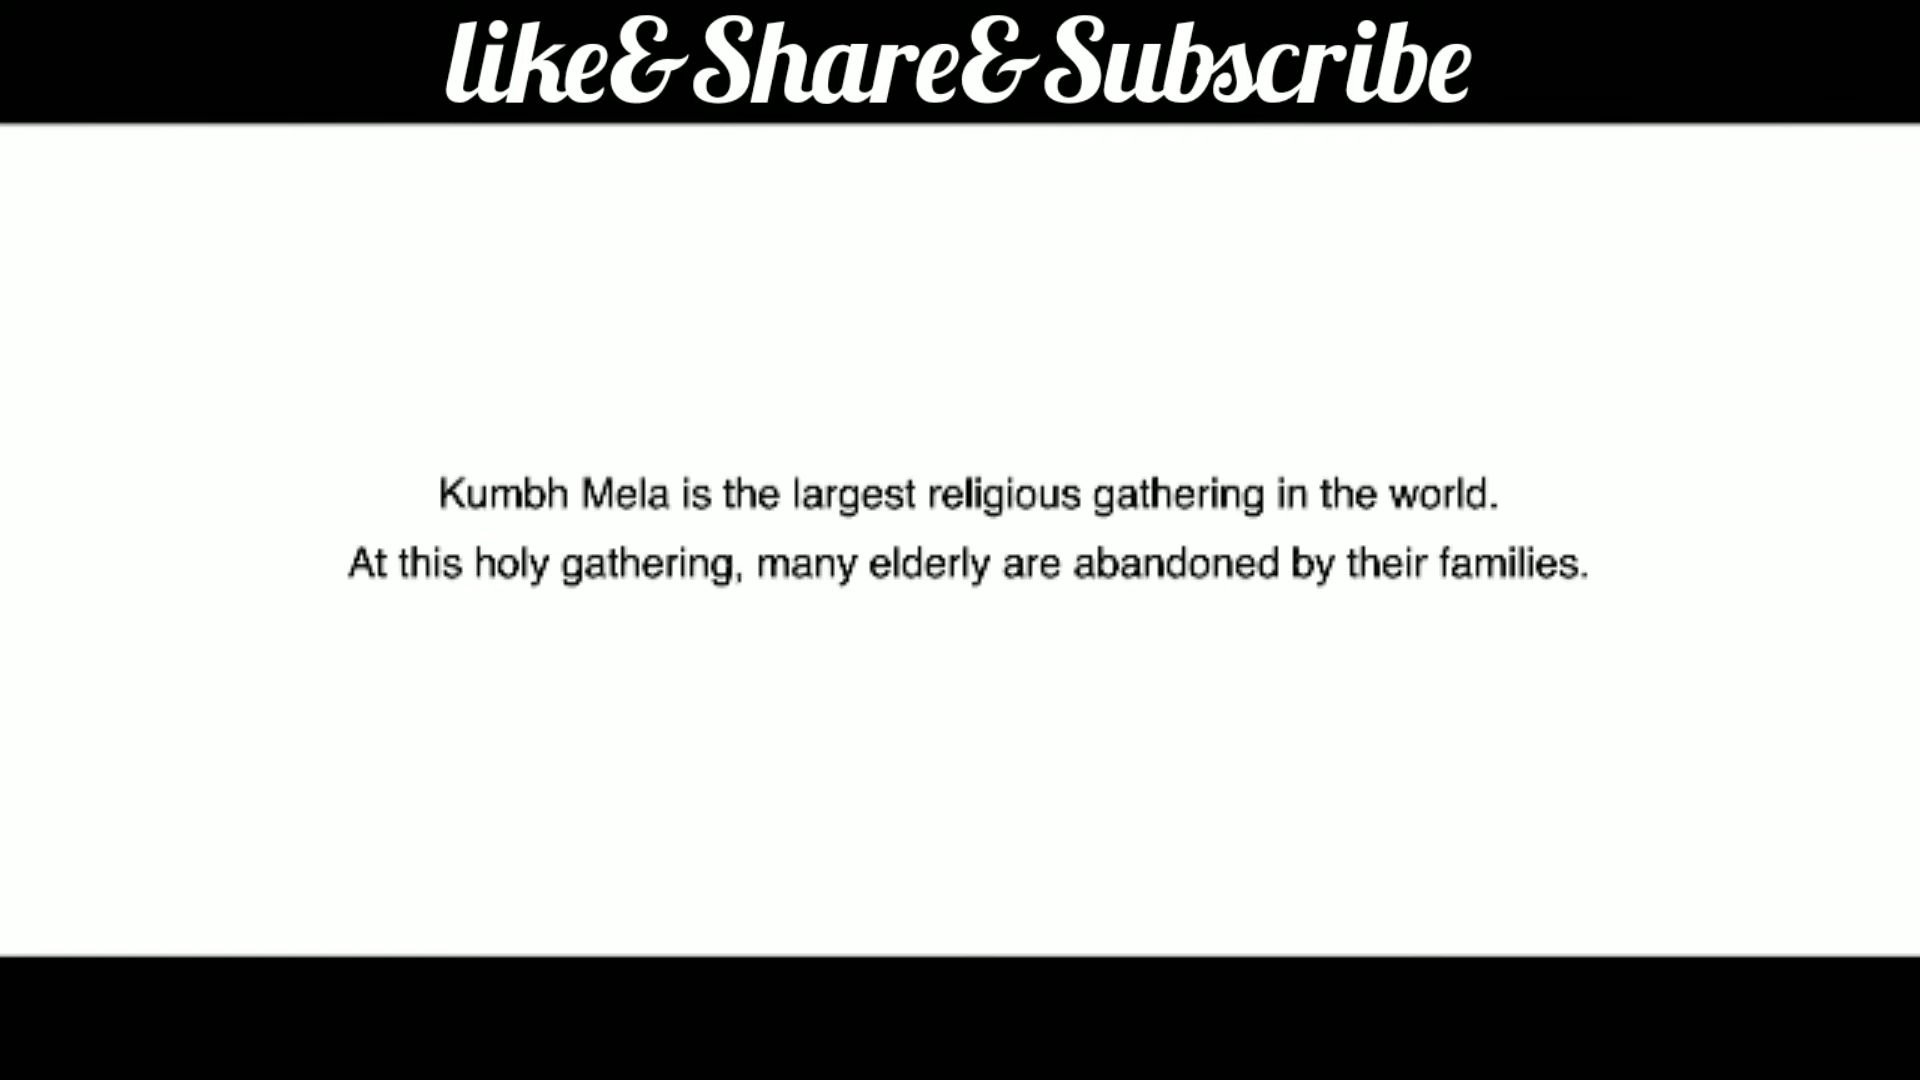 like&Share&Subscribe
Kumbh Mela is the largest religious gathering in the world.
At this holy gathering, many elderly are abandoned by their families.